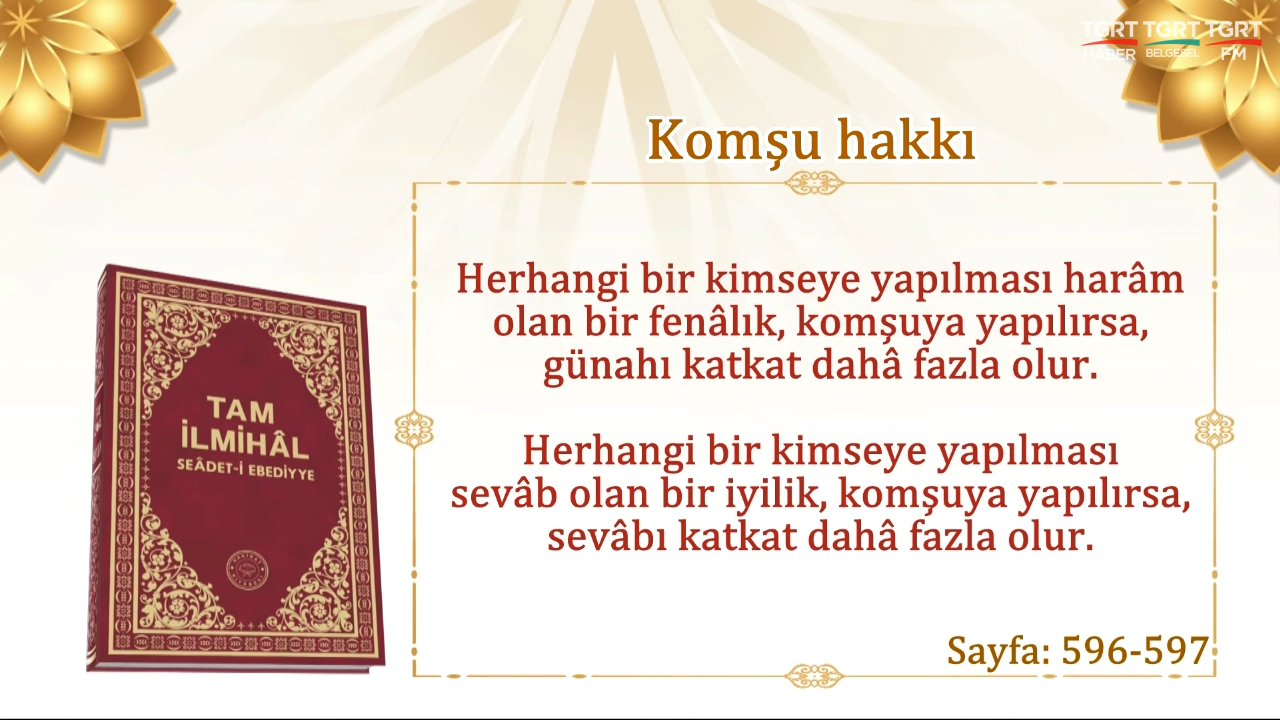 TGRT HABER
TGRT BELGESEL
TGRT FM
Komşu hakkı
Herhangi bir kimseye yapılması harâm
olan bir fenâlık, komşuya yapılırsa,
günahı katkat dahâ fazla olur.
Herhangi bir kimseye yapılması
sevâb olan bir iyilik, komşuya yapılırsa,
sevâbı katkat dahâ fazla olur.
Sayfa: 596-597
TAM
İLMİHÂL
SEÂDET-İ EBEDİYYE